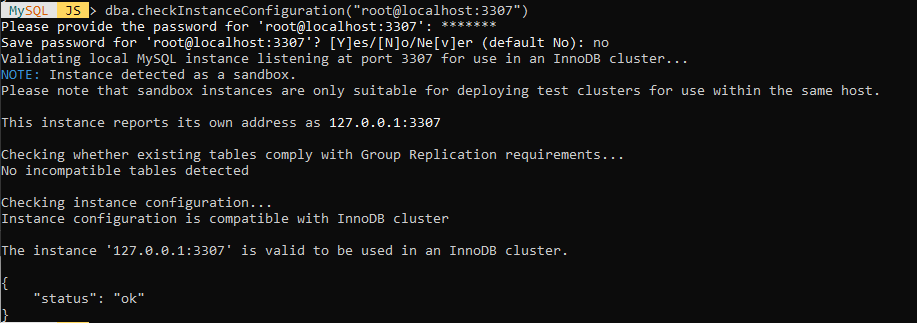 MySQL JS > dba.checkInstanceConfiguration("root@localhost:3307")
Please provide the password for 'root@localhost:3307': *******
Save password for 'root@localhost:3307'? [Y]es/[N]o/Ne[v]er (default No): no
Validating local MySQL instance listening at port 3307 for use in an InnoDB cluster...
NOTE: Instance detected as a sandbox.
Please note that sandbox instances are only suitable for deploying test clusters for use within the same host.

This instance reports its own address as 127.0.0.1:3307

Checking whether existing tables comply with Group Replication requirements...
No incompatible tables detected

Checking instance configuration...
Instance configuration is compatible with InnoDB cluster

The instance '127.0.0.1:3307' is valid to be used in an InnoDB cluster.

{
    "status": "ok"
}